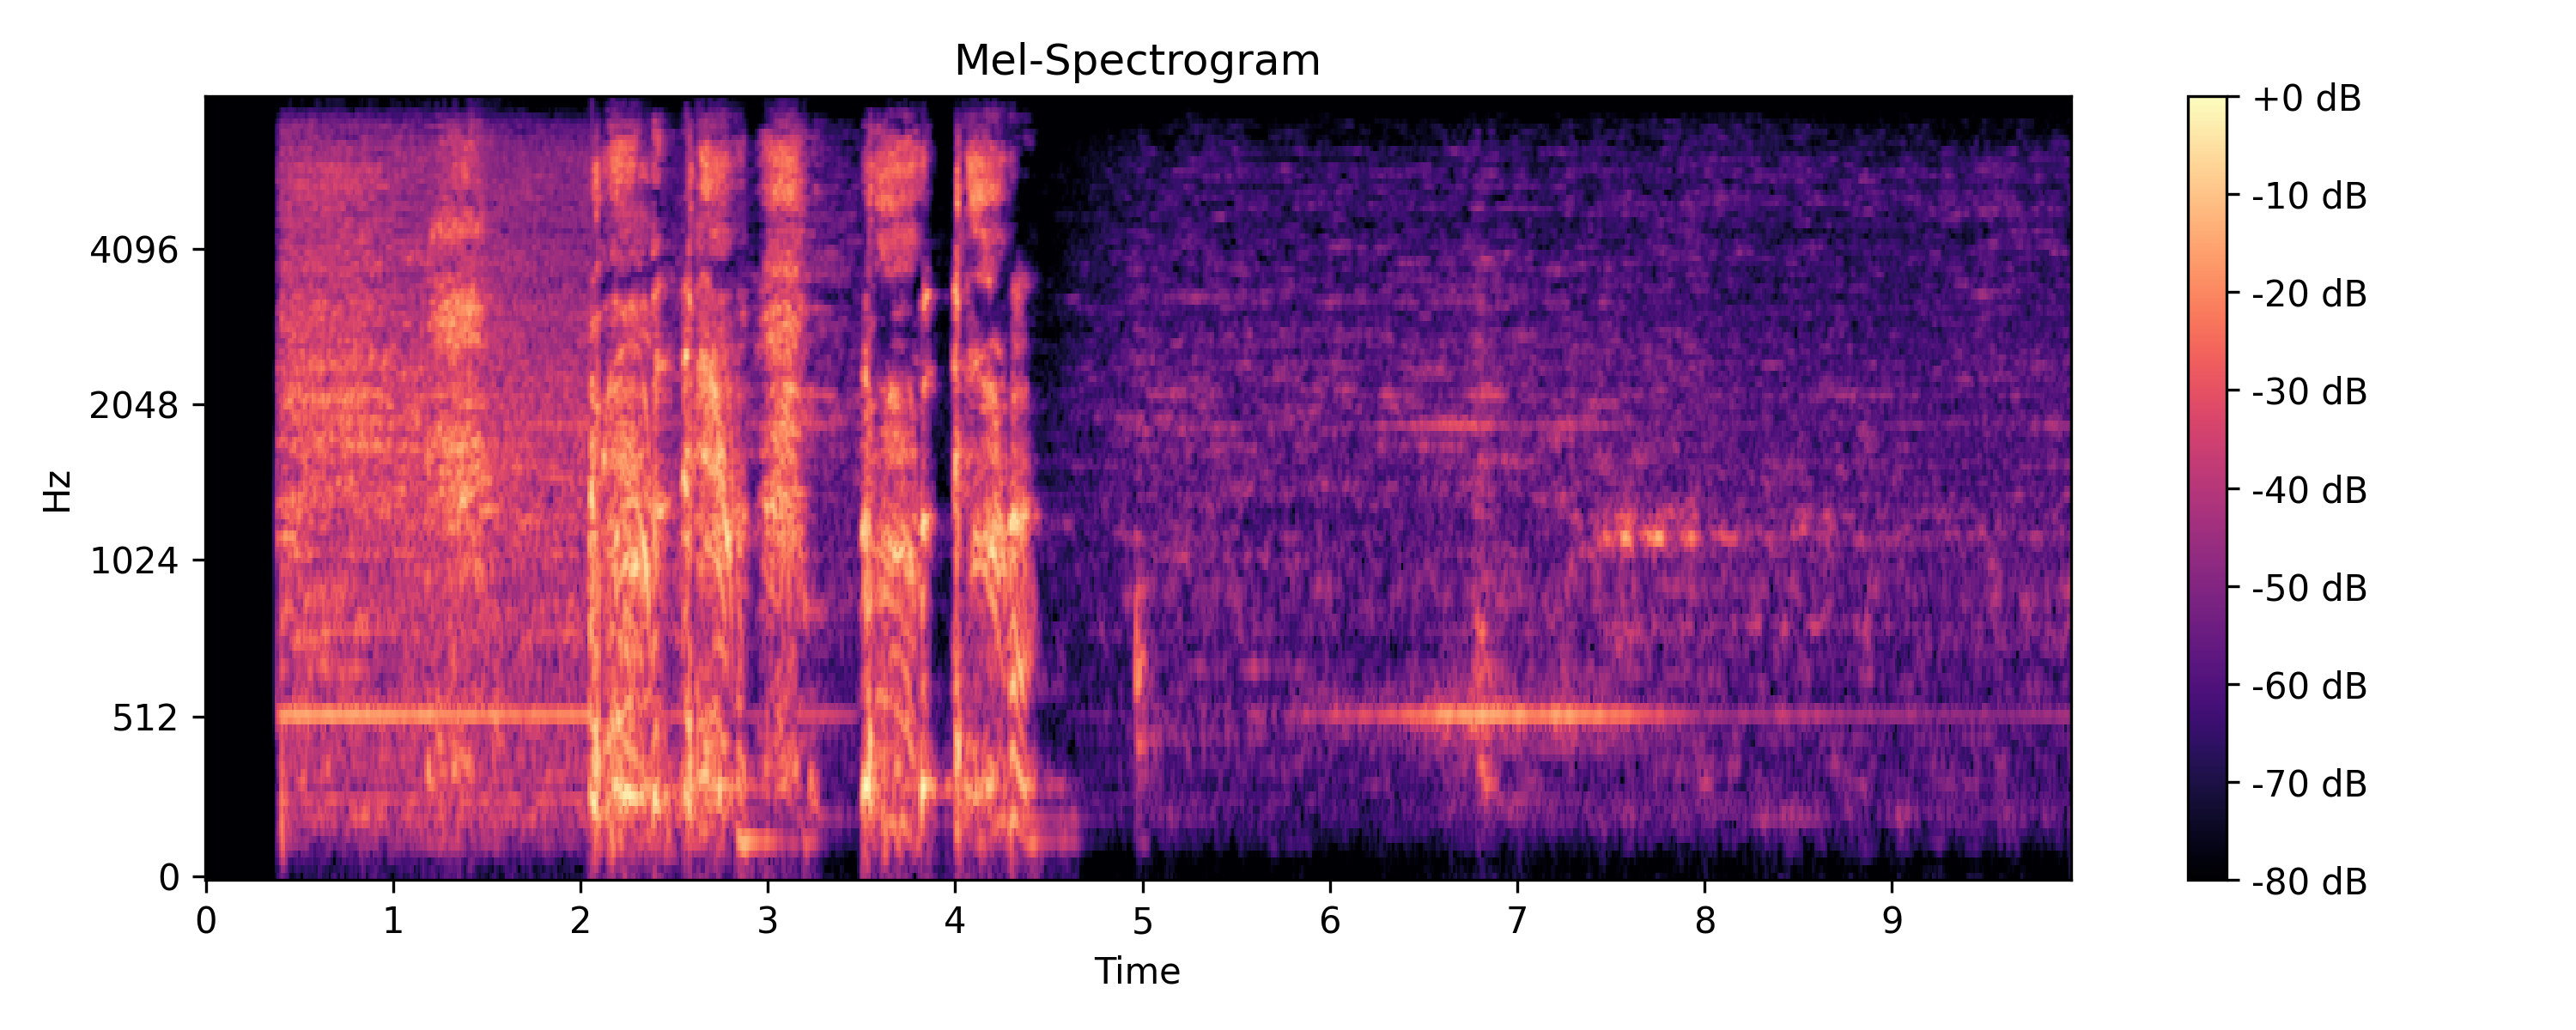 Mel-Spectrogram
+0 dB
-10 dB
-20 dB
-30 dB
-40 dB
-50 dB
-60 dB
-70 dB
-80 dB
Hz
4096
2048
1024
512
0
0 1 2 3 4 5 6 7 8 9
Time